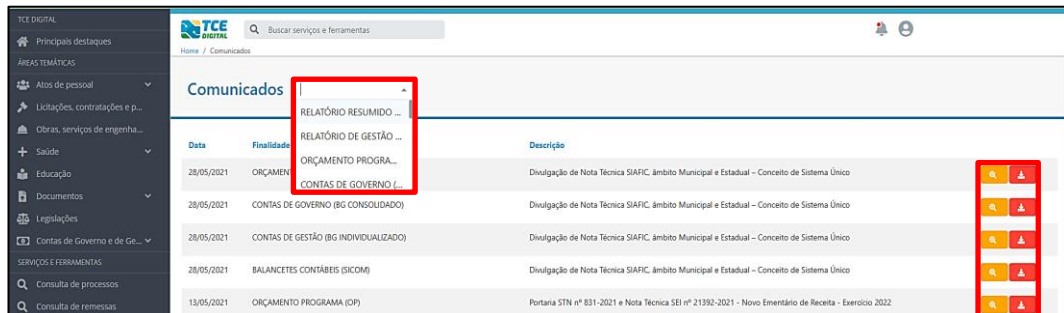 TCE DIGITAL
Principais destaques
ÁREAS TEMÁTICAS
Atos de pessoal
Licitações, contratações e p...
Obras, serviços de engenha...
Saúde
Educação
Documentos
Legislações
Contas de Governo e de Ge...
SERVIÇOS E FERRAMENTAS
Consulta de processos
Consulta de remessas
TCE
DIGITAL
Buscar serviços e ferramentas
Home / Comunicados
Comunicados
RELATÓRIO RESUMIDO ...
RELATÓRIO DE GESTÃO ...
ORÇAMENTO PROGRA...
CONTAS DE GOVERNO (...
Data Finalidade Descrição
28/05/2021 ORÇAMENT Divulgação de Nota Técnica SIAFIC, âmbito Municipal e Estadual – Conceito de Sistema Único
28/05/2021 CONTAS DE GOVERNO (BG CONSOLIDADO) Divulgação de Nota Técnica SIAFIC, âmbito Municipal e Estadual – Conceito de Sistema Único
28/05/2021 CONTAS DE GESTÃO (BG INDIVIDUALIZADO) Divulgação de Nota Técnica SIAFIC, âmbito Municipal e Estadual – Conceito de Sistema Único
28/05/2021 BALANCETES CONTÁBEIS (SICOM) Divulgação de Nota Técnica SIAFIC, âmbito Municipal e Estadual – Conceito de Sistema Único
13/05/2021 ORÇAMENTO PROGRAMA (OP) Portaria STN nº 831-2021 e Nota Técnica SEI nº 21392-2021 - Novo Ementário de Receita - Exercício 2022